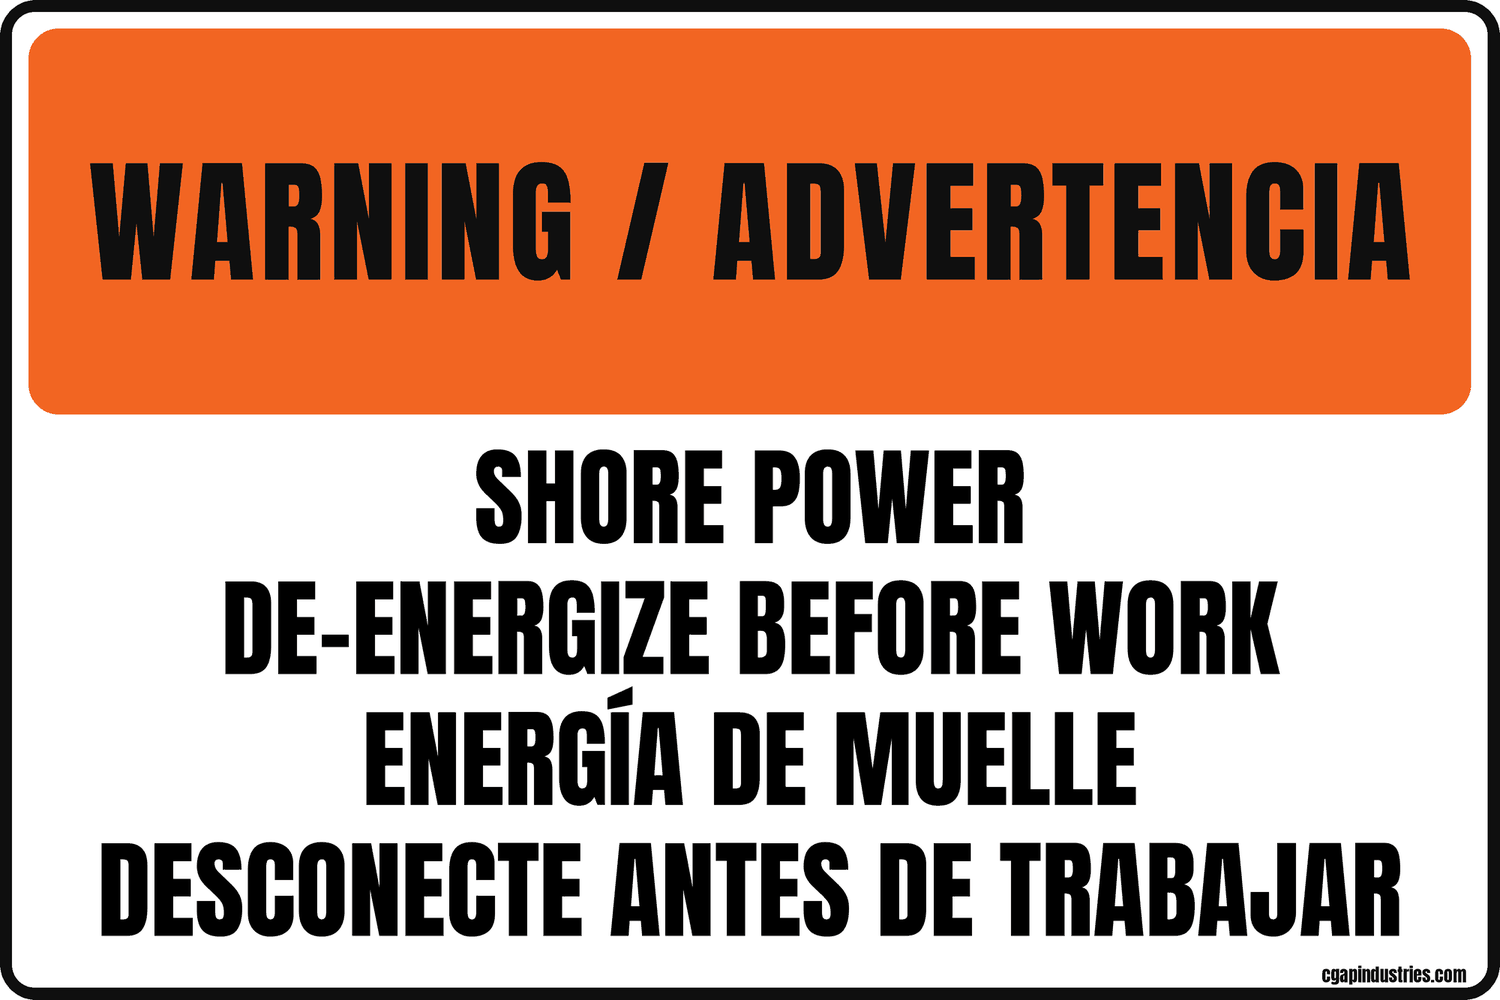 WARNING / ADVERTENCIA
SHORE POWER
DE-ENERGIZE BEFORE WORK
ENERGÍA DE MUELLE
DESCONECTE ANTES DE TRABAJAR
cgapindustries.com